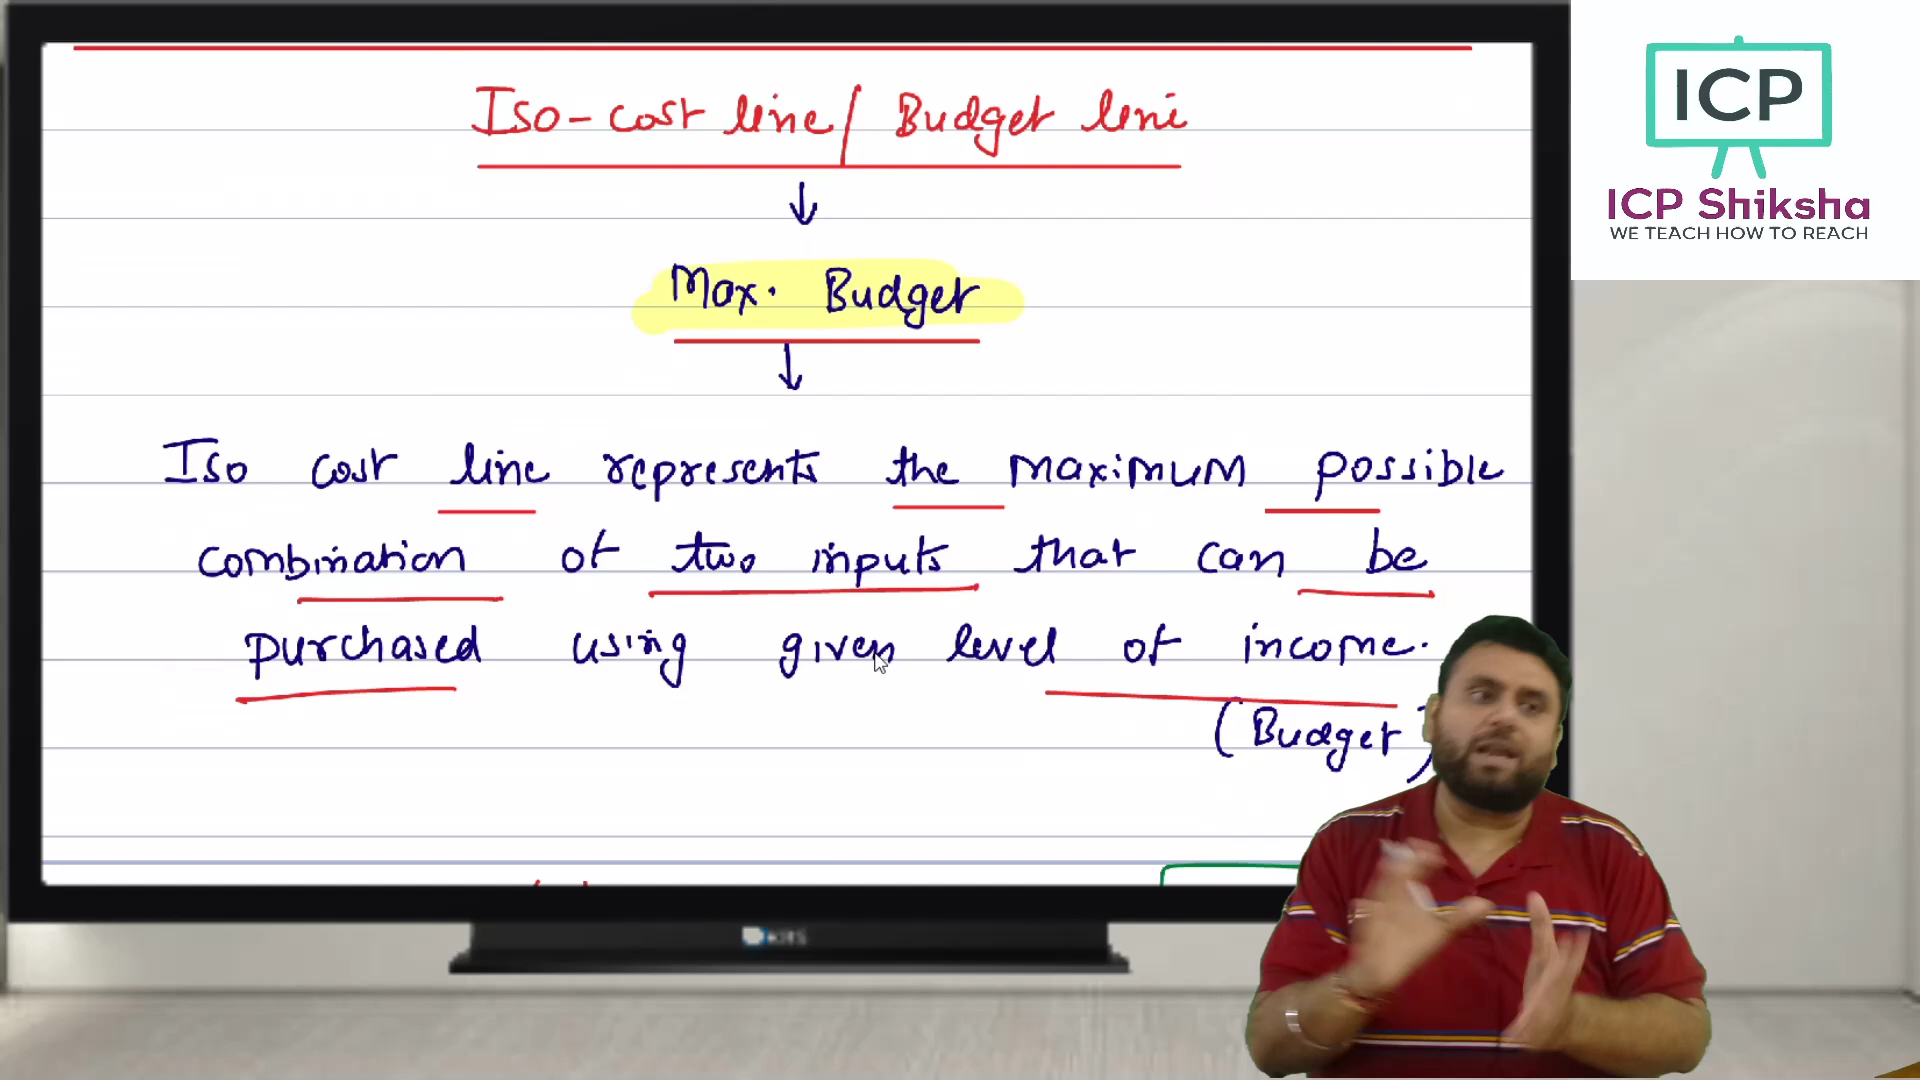 Iso-cost line/ Budget line
Max. Budget
Iso cost line represents the maximum possible
combination of two inputs that can be
purchased using given level of income.
(Budget)
ICP
ICP Shiksha
WE TEACH HOW TO REACH